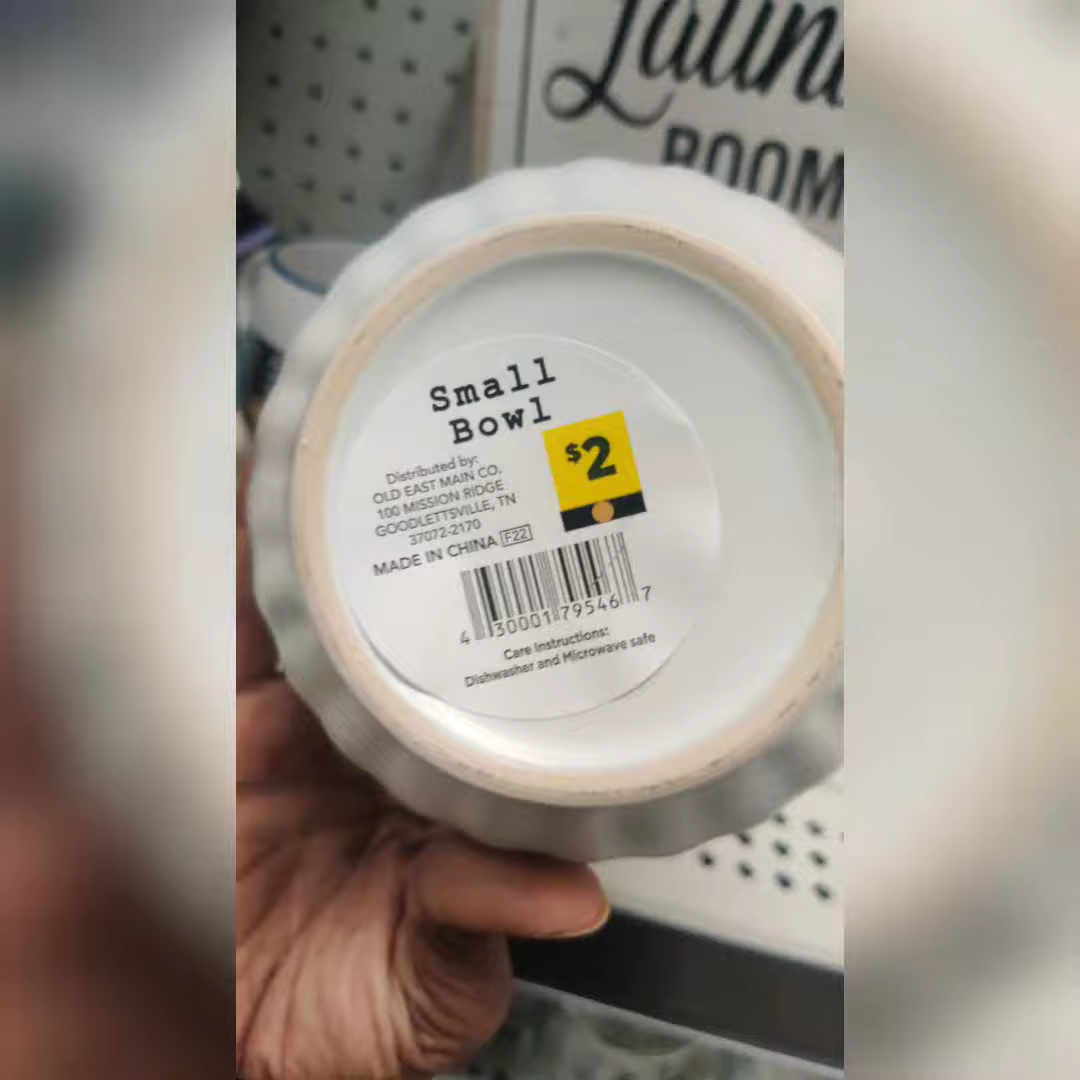 ROOM
Small
Bowl
$2
Distributed by:
OLD EAST MAIN CO.
100 MISSION RIDGE
GOODLETTSVILLE, TN
37072-2170
MADE IN CHINA F22
4 30001 79546 7
Care Instructions:
Dishwasher and Microwave safe